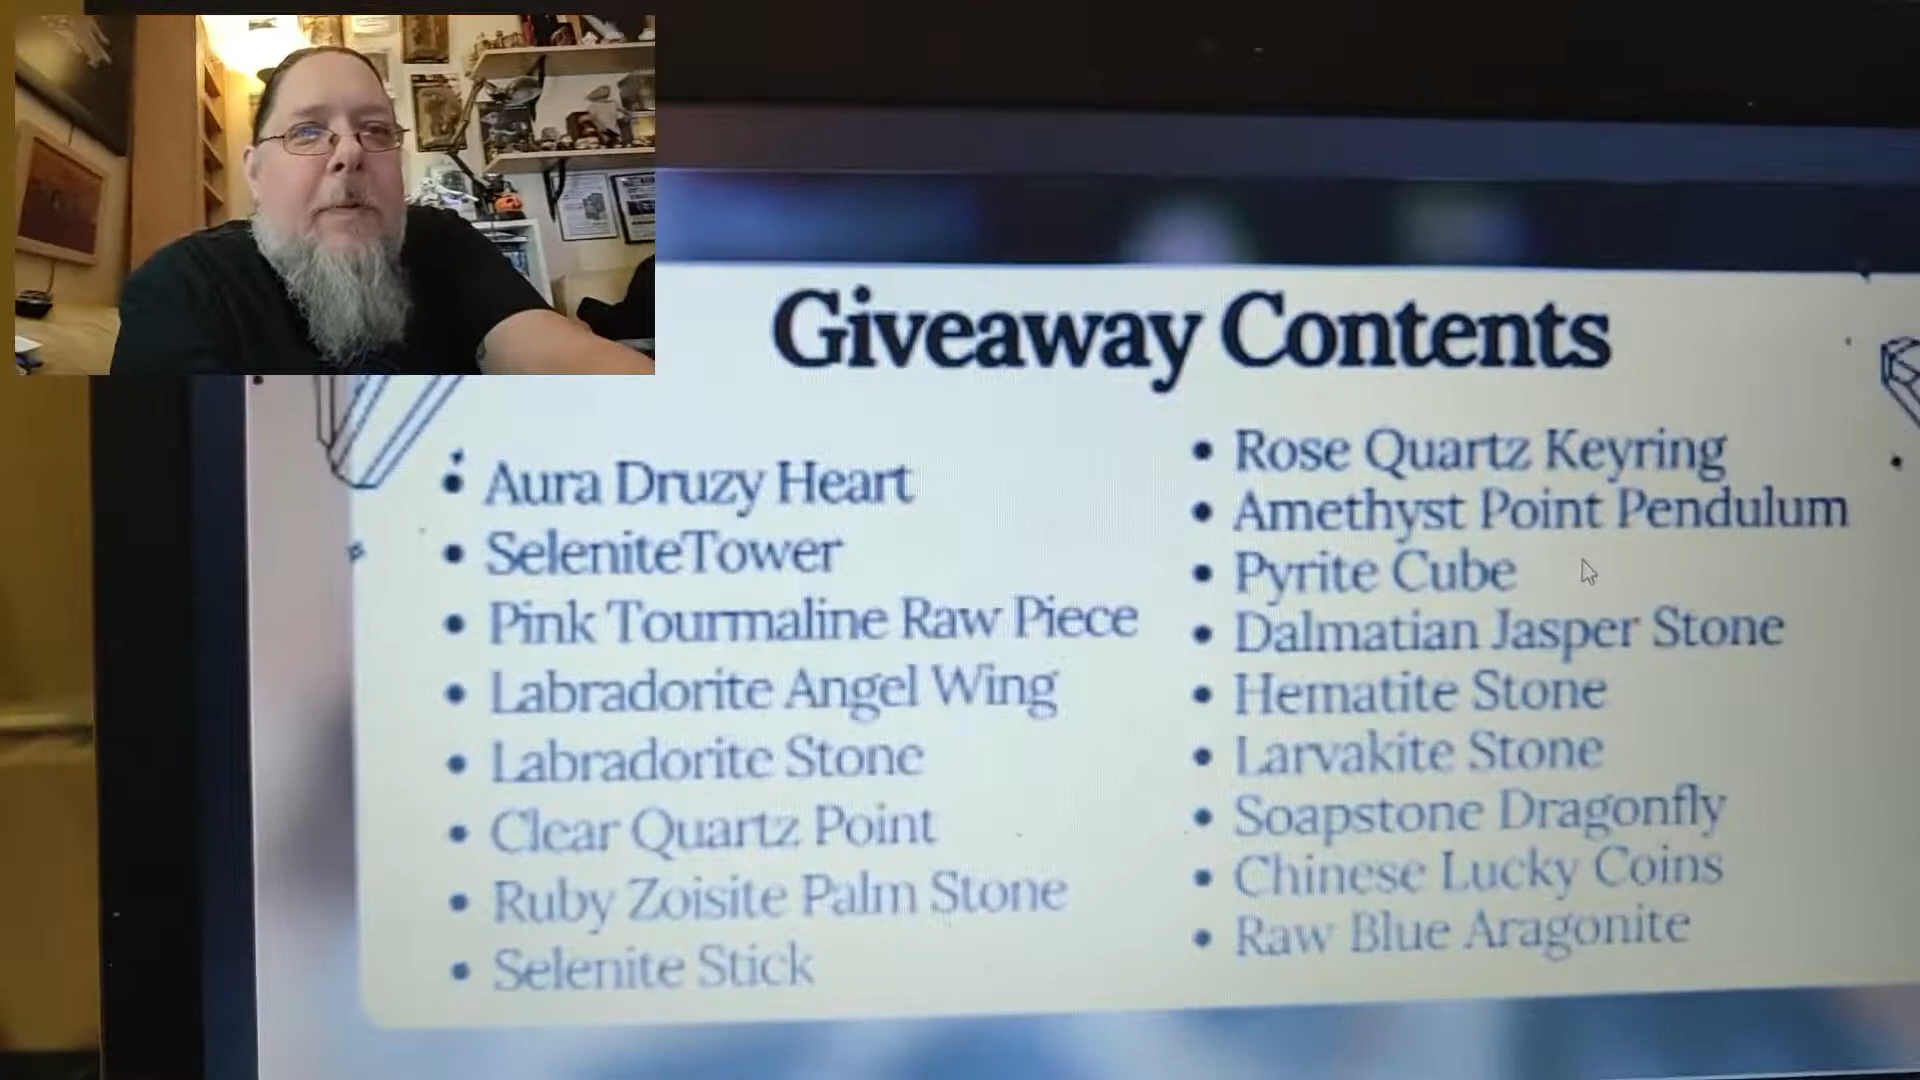 Giveaway Contents
Aura Druzy Heart
SeleniteTower
Pink Tourmaline Raw Piece
Labradorite Angel Wing
Labradorite Stone
Clear Quartz Point
Ruby Zoisite Palm Stone
Selenite Stick
Rose Quartz Keyring
Amethyst Point Pendulum
Pyrite Cube
Dalmatian Jasper Stone
Hematite Stone
Larvakite Stone
Soapstone Dragonfly
Chinese Lucky Coins
Raw Blue Aragonite